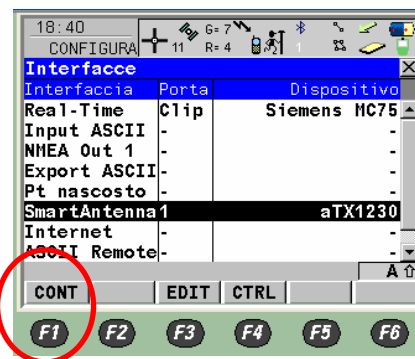 18:40
CONFIGURA
11
G= 7
R= 4
1
Interfacce
Interfaccia Porta Dispositivo
Real-Time Clip Siemens MC75
Input ASCII - -
NMEA Out 1 - -
Export ASCII - -
Pt nascosto - -
SmartAntenna 1 aTX1230
Internet - -
ASCII Remote - -
A
CONT EDIT CTRL
F1 F2 F3 F4 F5 F6